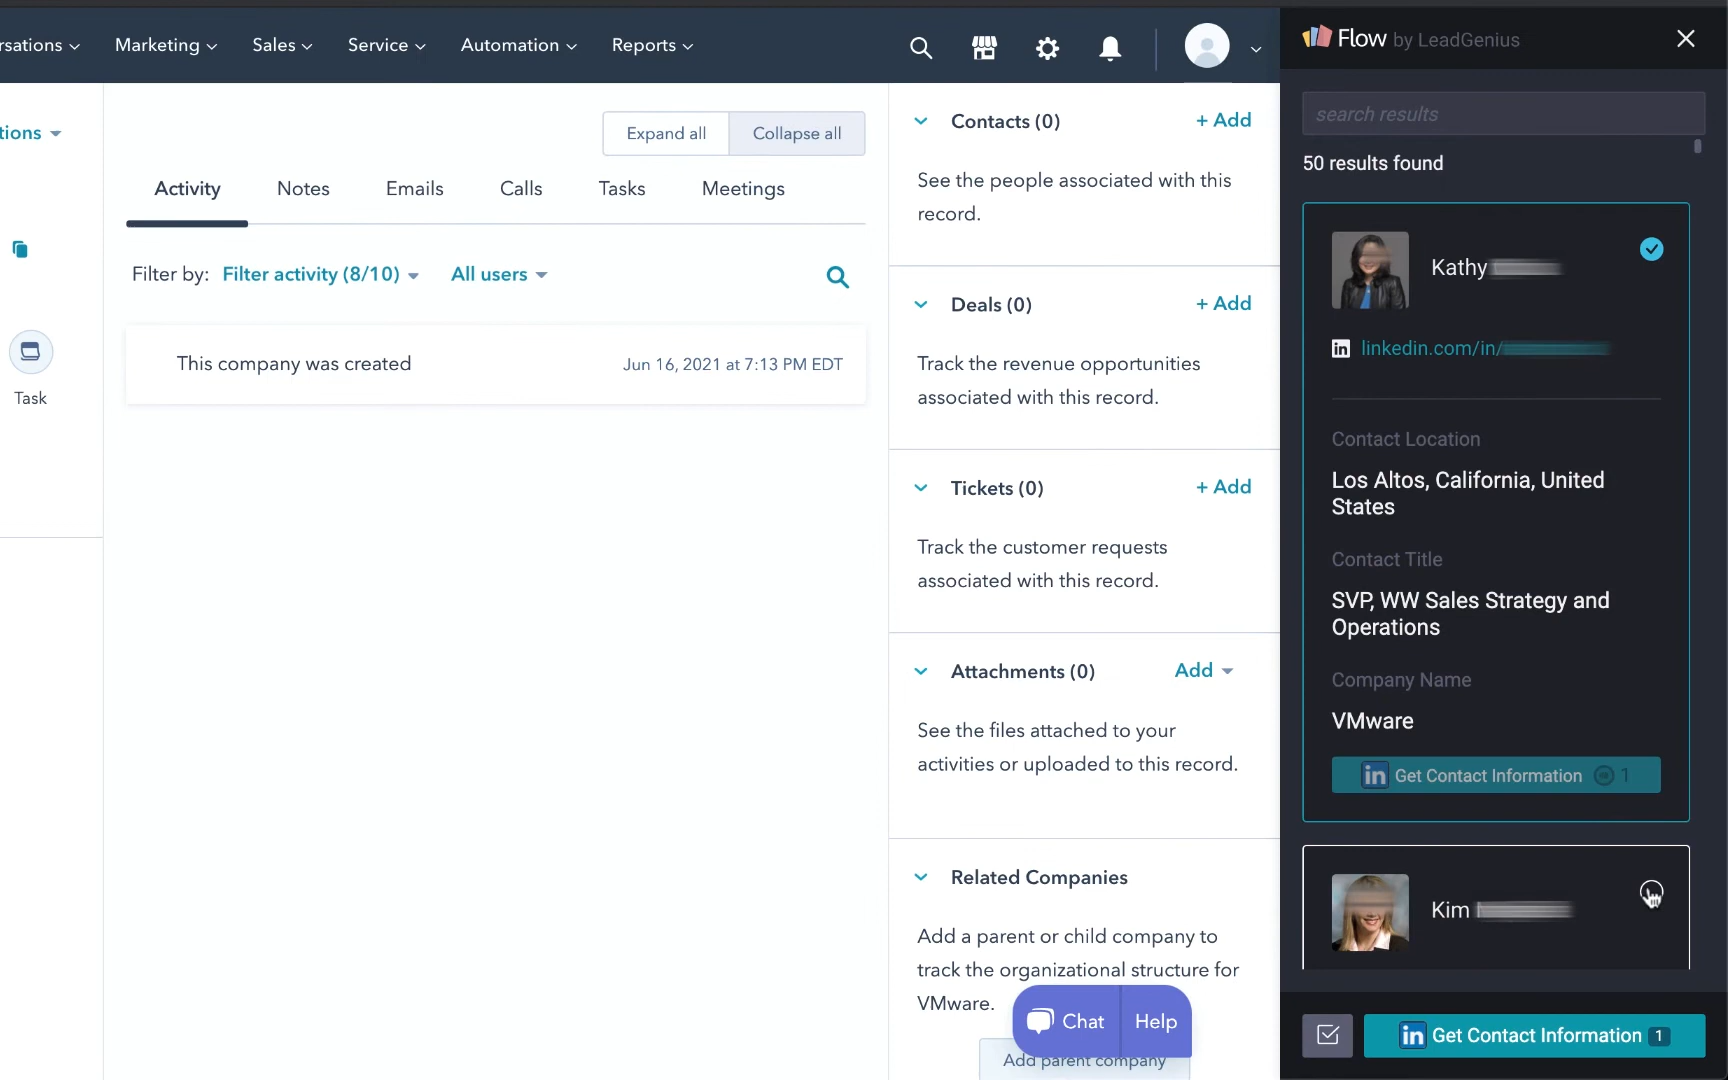 rsations
Marketing
Sales
Service
Automation
Reports
Flow by LeadGenius
tions
Expand all
Collapse all
Activity
Notes
Emails
Calls
Tasks
Meetings
Filter by: Filter activity (8/10)
All users
This company was created
Jun 16, 2021 at 7:13 PM EDT
Task
Contacts (0)
+ Add
See the people associated with this
record.
Deals (0)
+ Add
Track the revenue opportunities
associated with this record.
Tickets (0)
+ Add
Track the customer requests
associated with this record.
Attachments (0)
Add
See the files attached to your
activities or uploaded to this record.
Related Companies
Add a parent or child company to
track the organizational structure for
VMware.
Chat
Help
Add parent company
search results
50 results found
Kathy
in linkedin.com/in/
Contact Location
Los Altos, California, United
States
Contact Title
SVP, WW Sales Strategy and
Operations
Company Name
VMware
in Get Contact Information 1
Kim
in Get Contact Information 1